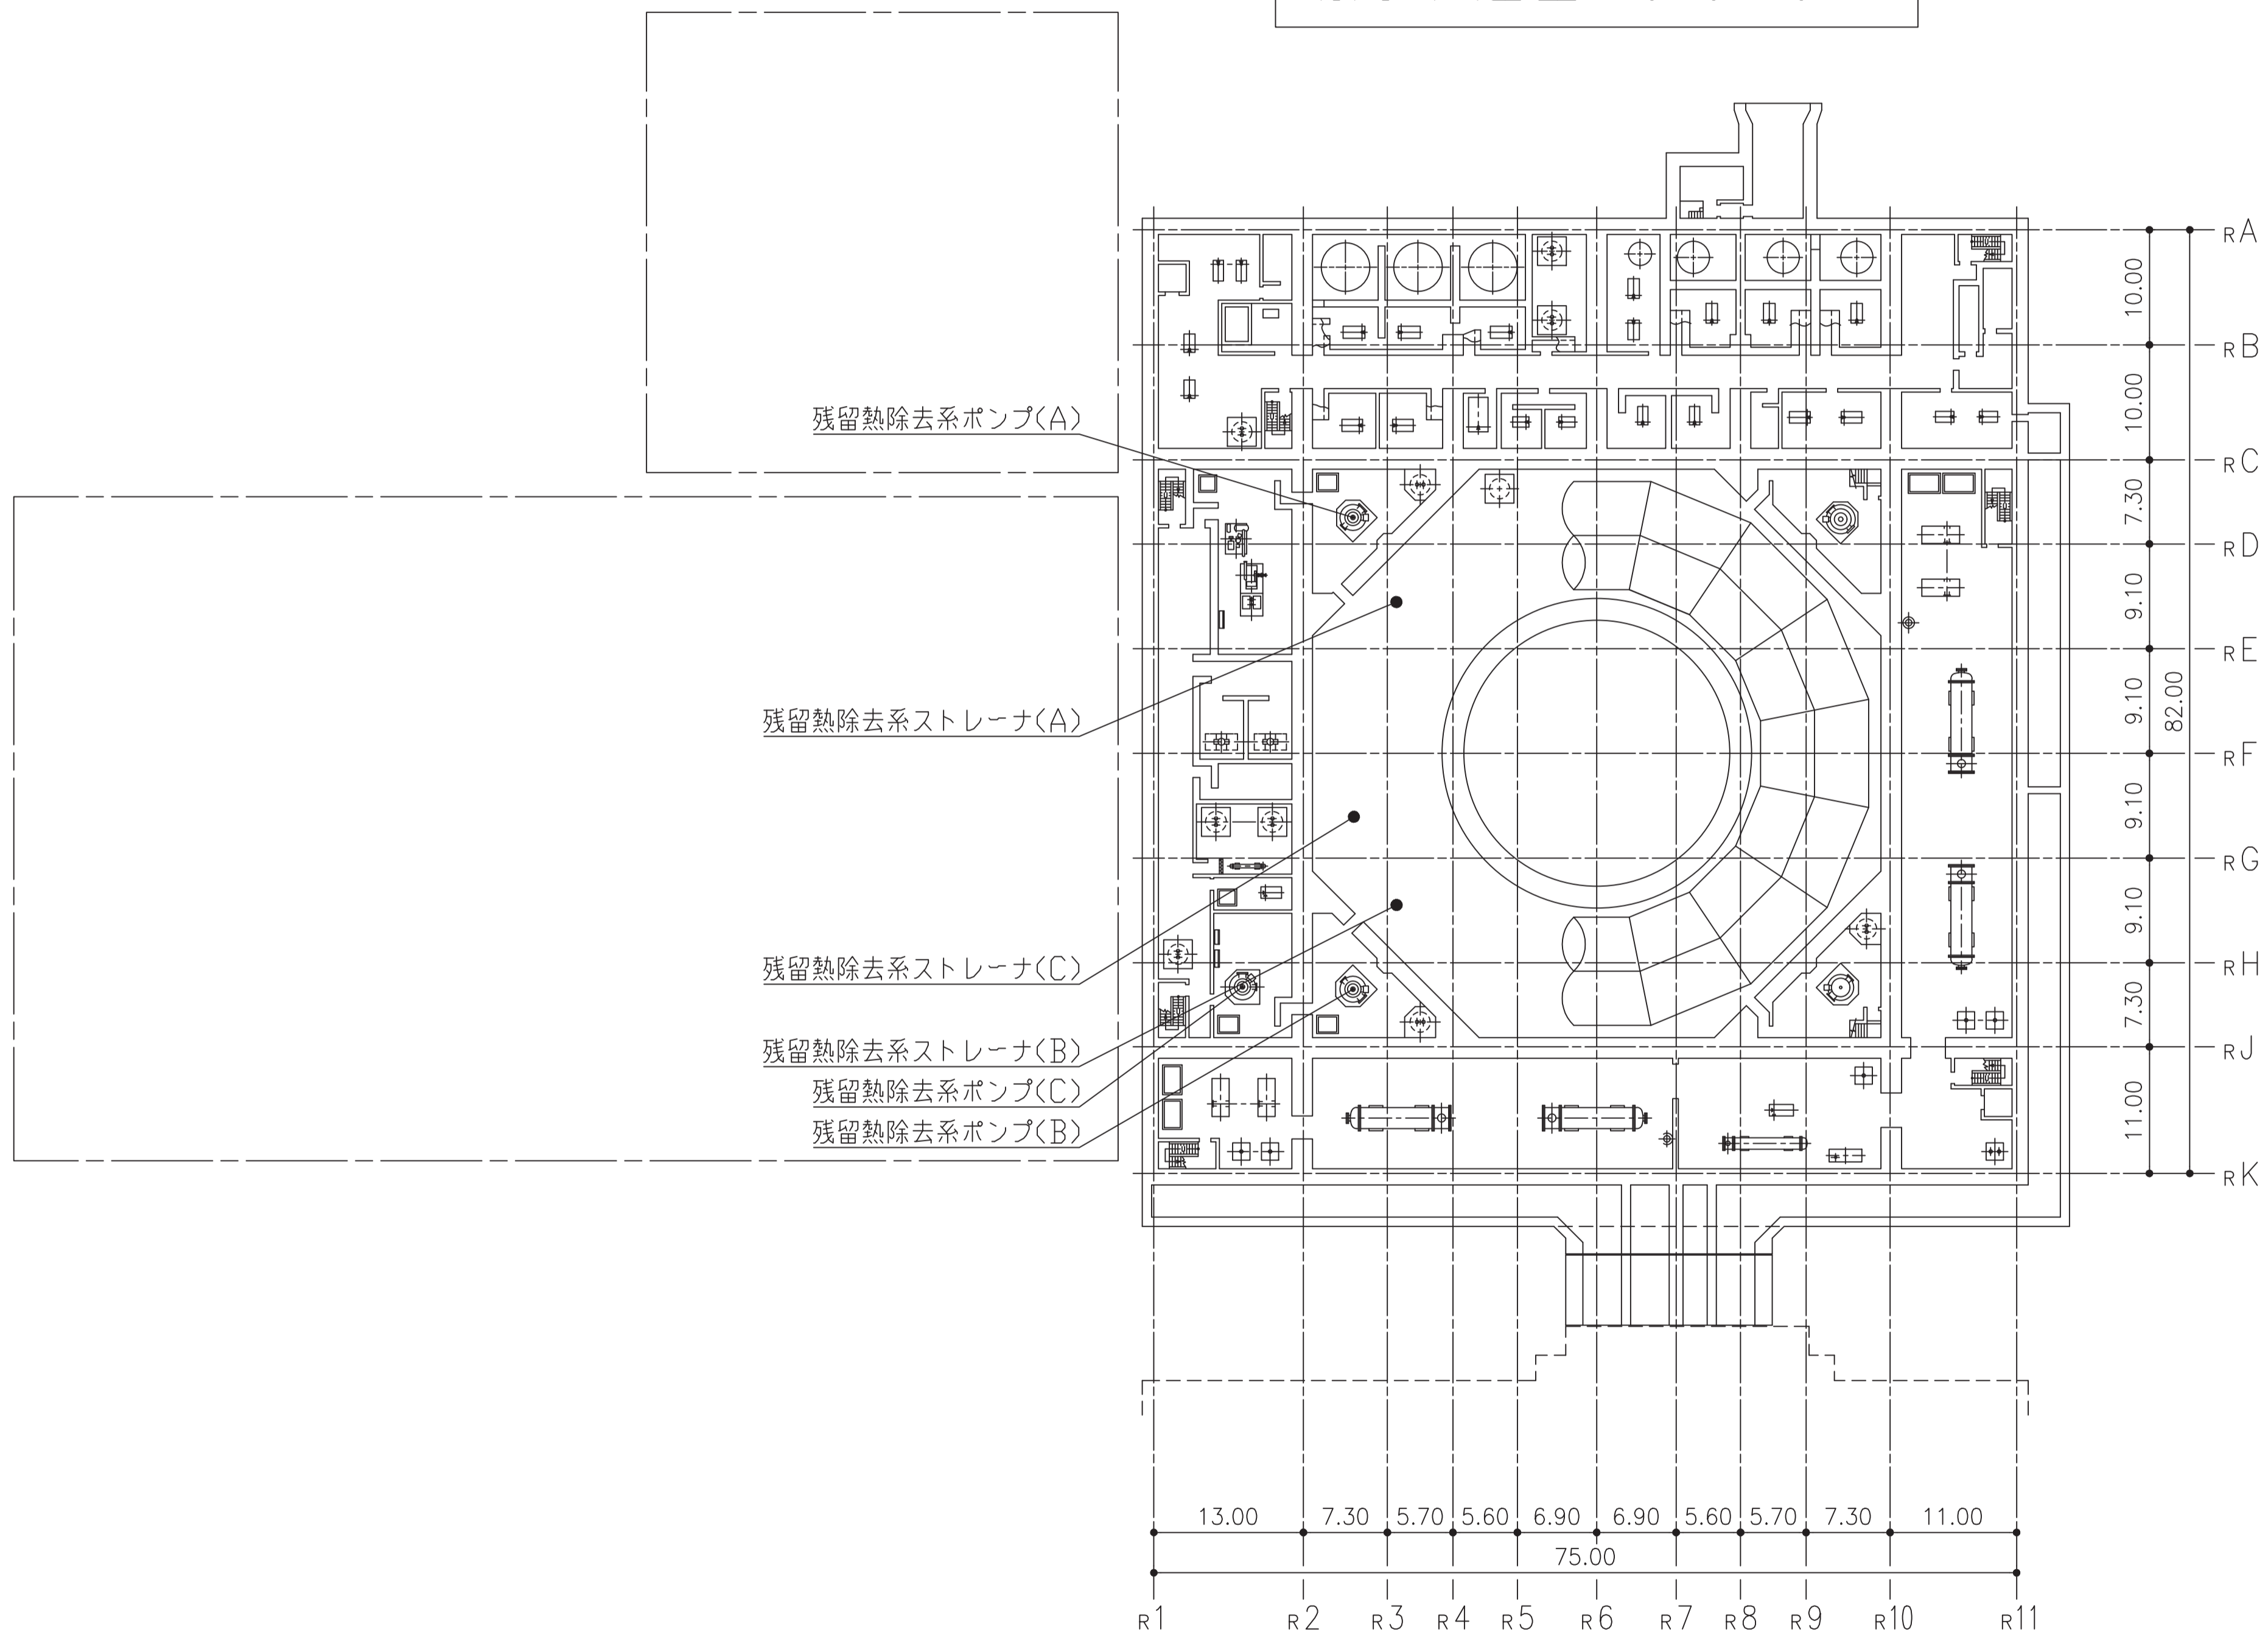 RA
10.00
RB
残留熱除去系ポンプ(A)
10.00
RC
7.30
RD
9.10
RE
残留熱除去系ストレーナ(A)
9.10
82.00
RF
9.10
RG
残留熱除去系ストレーナ(C)
9.10
RH
残留熱除去系ストレーナ(B)
7.30
RJ
残留熱除去系ポンプ(C)
残留熱除去系ポンプ(B)
11.00
RK
13.00 7.30 5.70 5.60 6.90 6.90 5.60 5.70 7.30 11.00
75.00
R1 R2 R3 R4 R5 R6 R7 R8 R9 R10 R11